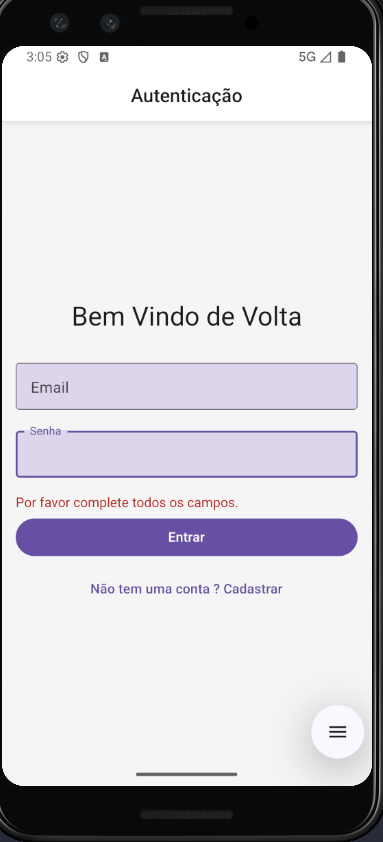 3:05 A 5G
Autenticação
Bem Vindo de Volta
Email
Senha
Por favor complete todos os campos.
Entrar
Não tem uma conta ? Cadastrar